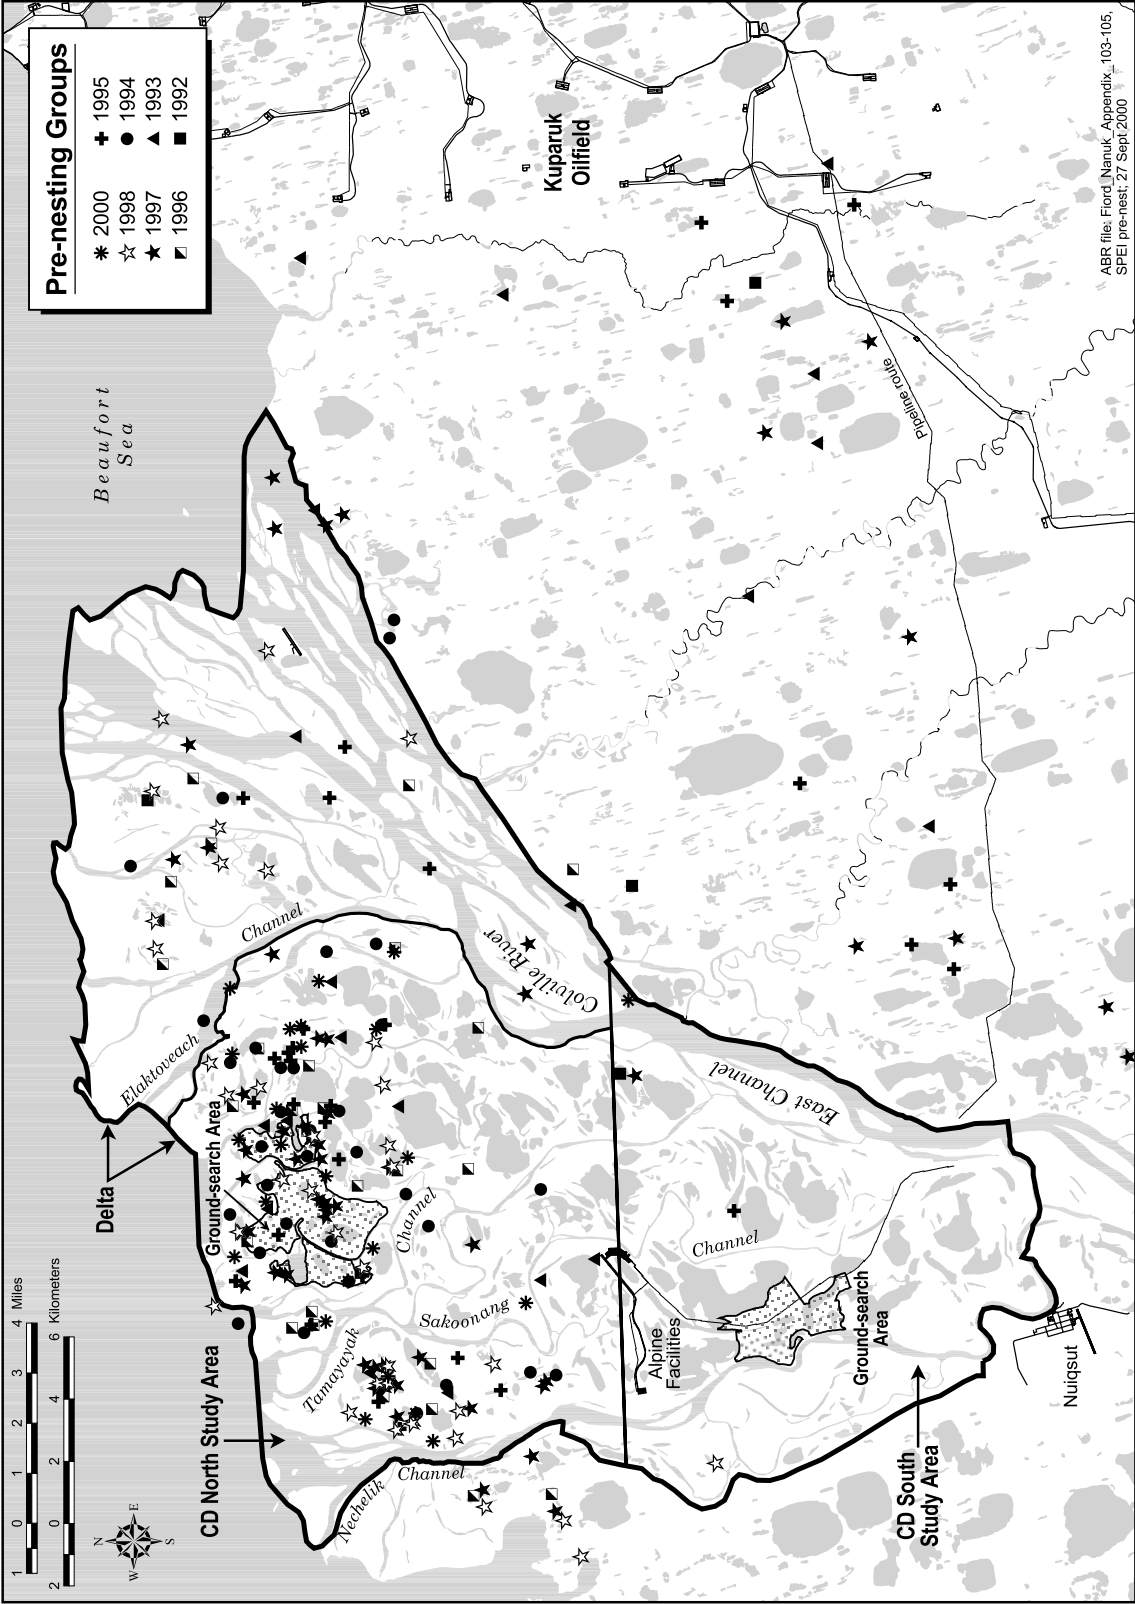 Pre-nesting Groups
2000
1995
1998
1994
1997
1993
1996
1992
Beaufort
Sea
Kuparuk
Oilfield
Pipeline route
Delta
Elaktoveach
Channel
Colville River
East Channel
Ground-search Area
Channel
Sakoonang
Tamayayak
Nechelik
Channel
CD North Study Area
Alpine
Facilities
Channel
Ground-search
Area
CD South
Study Area
Nuiqsut
1 0 1 2 3 4 Miles
2 0 2 4 6 Kilometers
N
E
S
W
ABR file: Fiord_Nanuk_Appendix_103-105,
SPEI pre-nest; 27 Sept 2000